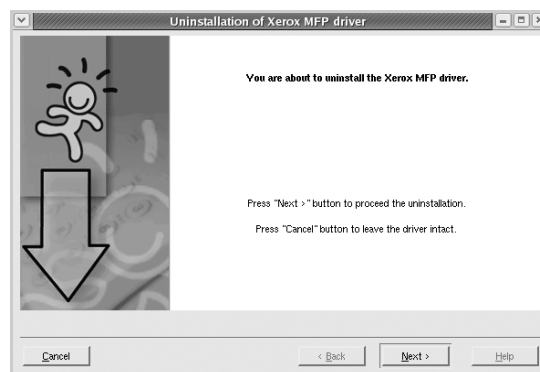 Uninstallation of Xerox MFP driver
You are about to uninstall the Xerox MFP driver.
Press "Next >" button to proceed the uninstallation.
Press "Cancel" button to leave the driver intact.
Cancel
< Back
Next >
Help